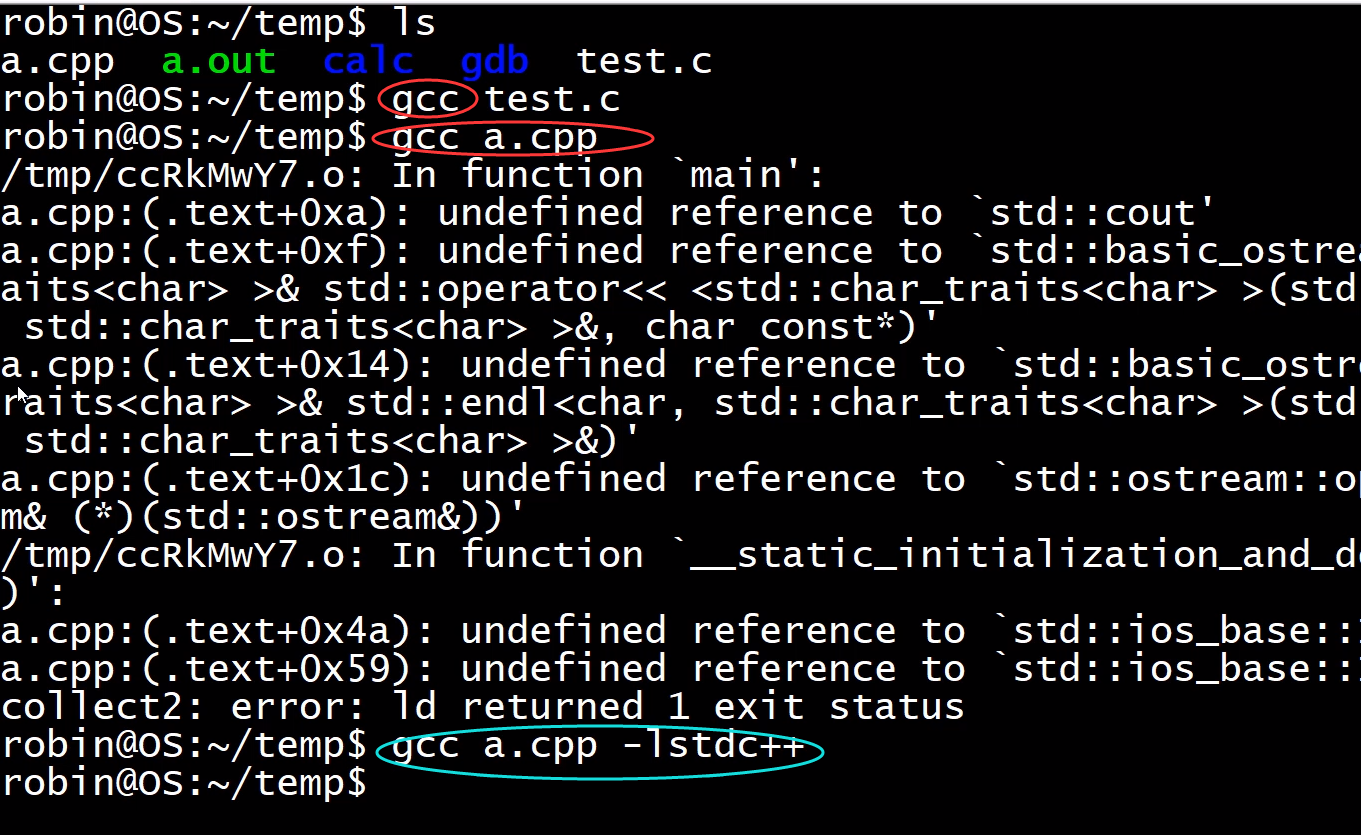 robin@OS:~/temp$ ls
a.cpp  a.out  calc  gdb  test.c
robin@OS:~/temp$ gcc test.c
robin@OS:~/temp$ gcc a.cpp
/tmp/ccRkMwY7.o: In function `main':
a.cpp:(.text+0xa): undefined reference to `std::cout'
a.cpp:(.text+0xf): undefined reference to `std::basic_ostrea
aits<char> >& std::operator<< <std::char_traits<char> >(std
 std::char_traits<char> >&, char const*)'
a.cpp:(.text+0x14): undefined reference to `std::basic_ostr
raits<char> >& std::endl<char, std::char_traits<char> >(std
 std::char_traits<char> >&)'
a.cpp:(.text+0x1c): undefined reference to `std::ostream::op
m& (*)(std::ostream&))'
/tmp/ccRkMwY7.o: In function `__static_initialization_and_de
)':
a.cpp:(.text+0x4a): undefined reference to `std::ios_base::
a.cpp:(.text+0x59): undefined reference to `std::ios_base::
collect2: error: ld returned 1 exit status
robin@OS:~/temp$ gcc a.cpp -lstdc++
robin@OS:~/temp$